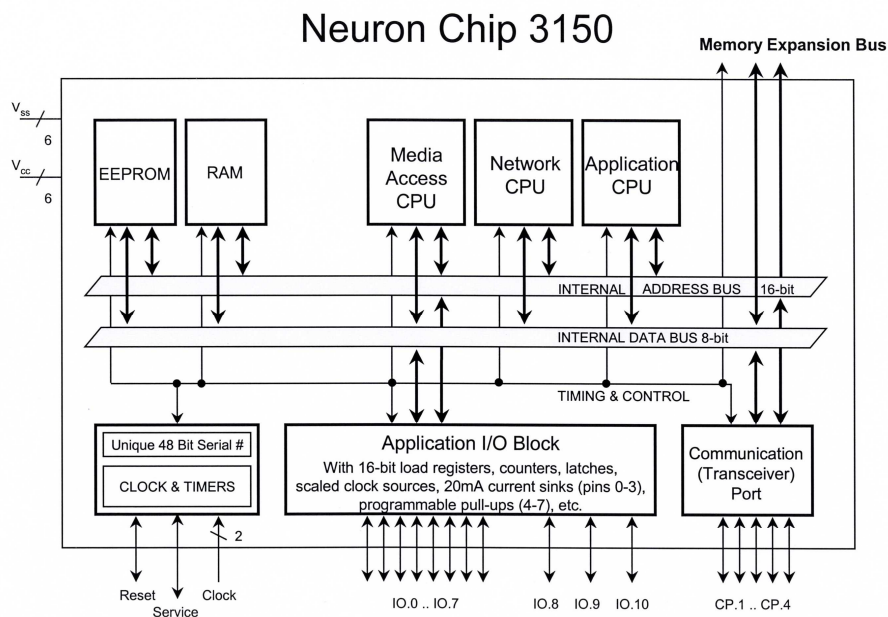 Neuron Chip 3150
Memory Expansion Bus
Vss
6
Vcc
6
EEPROM
RAM
Media
Access
CPU
Network
CPU
Application
CPU
INTERNAL ADDRESS BUS 16-bit
INTERNAL DATA BUS 8-bit
TIMING & CONTROL
Unique 48 Bit Serial #
CLOCK & TIMERS
Application I/O Block
With 16-bit load registers, counters, latches,
scaled clock sources, 20mA current sinks (pins 0-3),
programmable pull-ups (4-7), etc.
Communication
(Transceiver)
Port
2
Reset
Service
Clock
IO.0 .. IO.7
IO.8
IO.9
IO.10
CP.1 .. CP.4